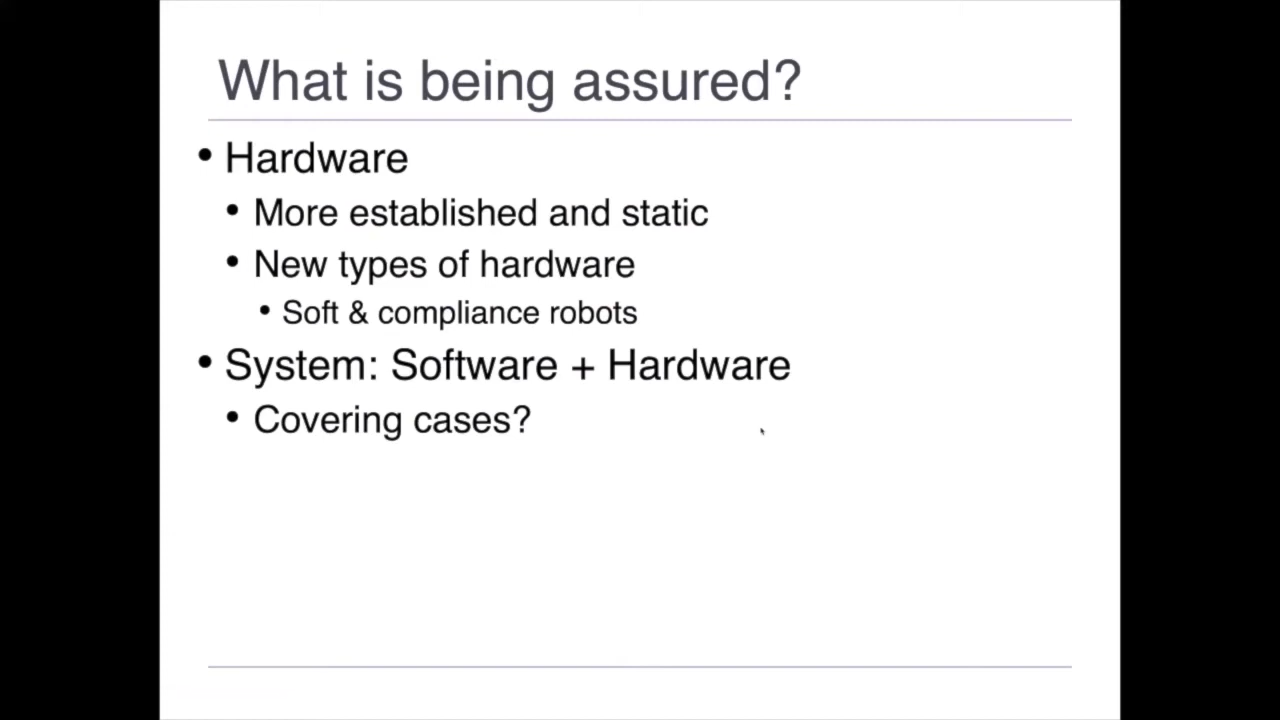 What is being assured?
• Hardware
• More established and static
• New types of hardware
• Soft & compliance robots
• System: Software + Hardware
• Covering cases?